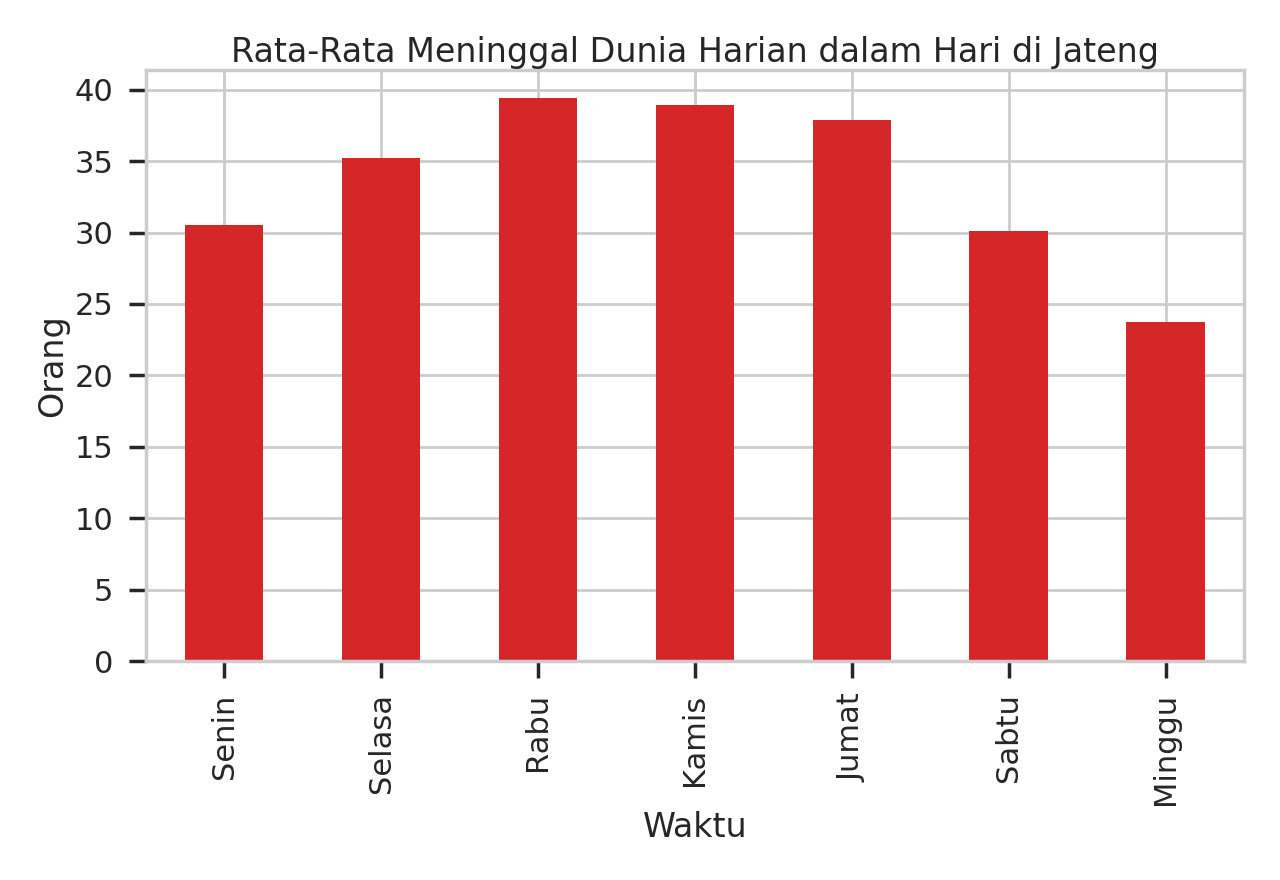 Rata-Rata Meninggal Dunia Harian dalam Hari di Jateng
40
35
30
25
20
15
10
5
0
Orang
Senin
Selasa
Rabu
Kamis
Jumat
Sabtu
Minggu
Waktu